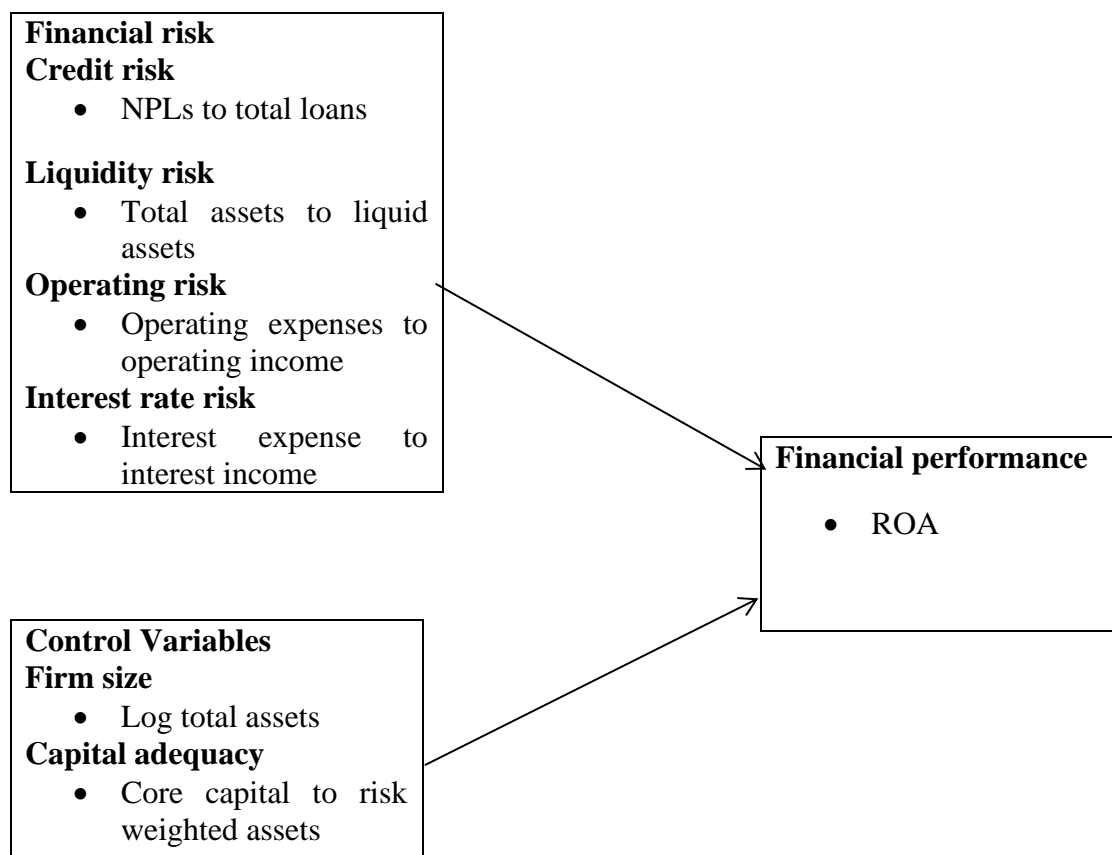 Financial risk
Credit risk
• NPLs to total loans
Liquidity risk
• Total assets to liquid
assets
Operating risk
• Operating expenses to
operating income
Interest rate risk
• Interest expense to
interest income
Financial performance
• ROA
Control Variables
Firm size
• Log total assets
Capital adequacy
• Core capital to risk
weighted assets